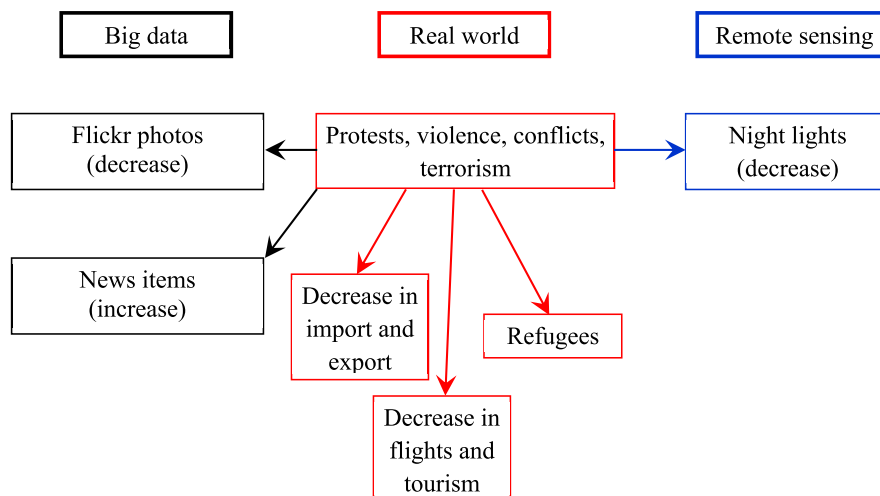 Big data
Real world
Remote sensing
Flickr photos
(decrease)
Protests, violence, conflicts,
terrorism
Night lights
(decrease)
News items
(increase)
Decrease in
import and
export
Refugees
Decrease in
flights and
tourism